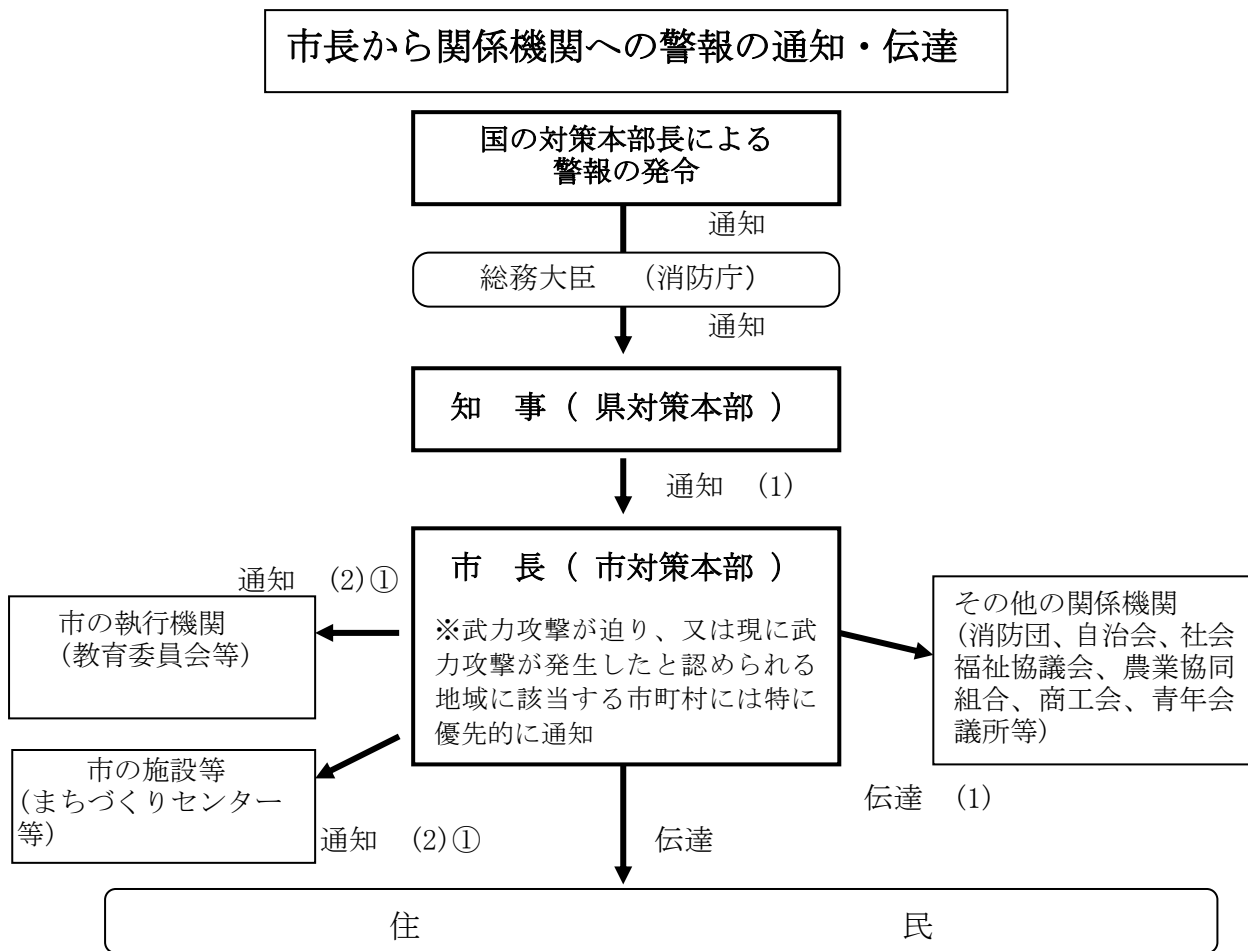 市長から関係機関への警報の通知・伝達
国の対策本部長による
警報の発令
通知
総務大臣　（消防庁）
通知
知　事（ 県対策本部 ）
通知　(1)
市　長（ 市対策本部 ）
※武力攻撃が迫り、又は現に武
力攻撃が発生したと認められる
地域に該当する市町村には特に
優先的に通知
通知　(2)①
市の執行機関
(教育委員会等)
市の施設等
(まちづくりセンター
等)
通知　(2)①
その他の関係機関
(消防団、自治会、社会
福祉協議会、農業協同
組合、商工会、青年会
議所等)
伝達　(1)
伝達
住　民